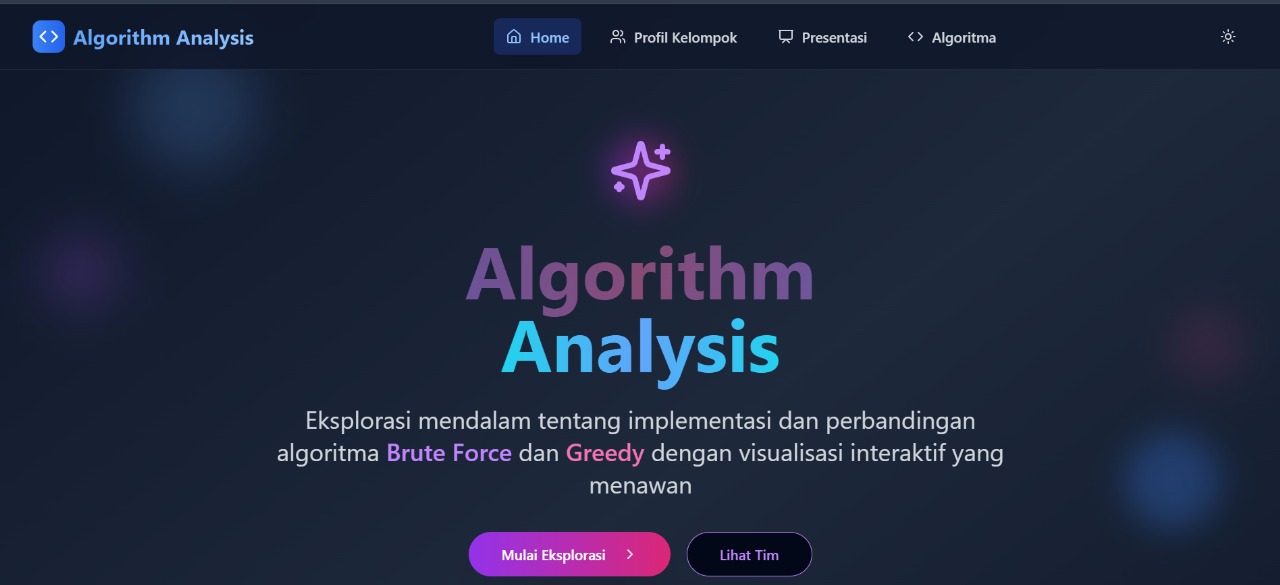 Algorithm Analysis
Home
Profil Kelompok
Presentasi
Algoritma
Algorithm
Analysis
Eksplorasi mendalam tentang implementasi dan perbandingan
algoritma Brute Force dan Greedy dengan visualisasi interaktif yang
menawan
Mulai Eksplorasi
Lihat Tim